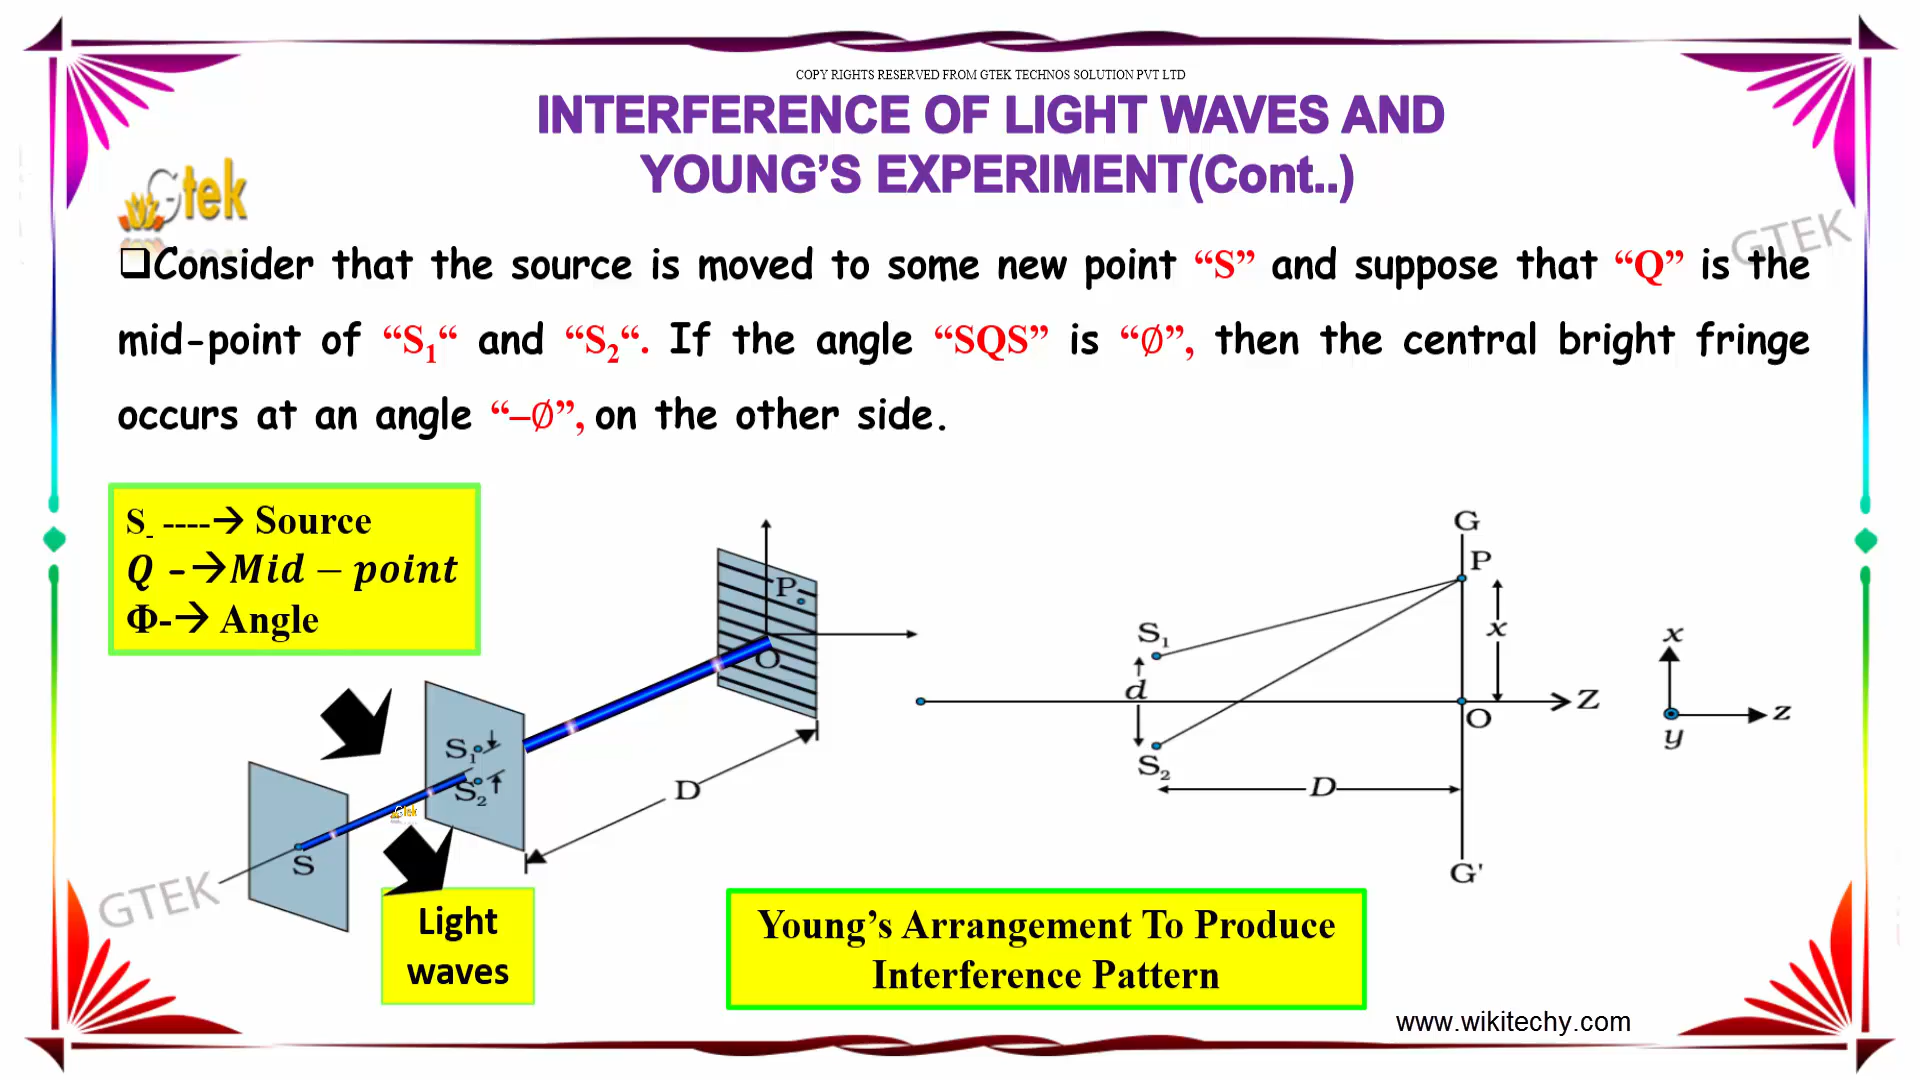 COPY RIGHTS RESERVED FROM GTEK TECHNOS SOLUTION PVT LTD
INTERFERENCE OF LIGHT WAVES AND
YOUNG’S EXPERIMENT(Cont..)
Gtek
GTEK
❑Consider that the source is moved to some new point “S” and suppose that “Q” is the
mid-point of “S₁“ and “S₂“. If the angle “SQS” is “∅”, then the central bright fringe
occurs at an angle “–∅”, on the other side.
S- ----→ Source
Q -→Mid − point
Φ-→ Angle
P
O
S₁
S₂
D
S
Gtek
GTEK
Light
waves
G
P
S₁
x
d
Z
O
S₂
D
G'
x
z
y
Young’s Arrangement To Produce
Interference Pattern
www.wikitechy.com